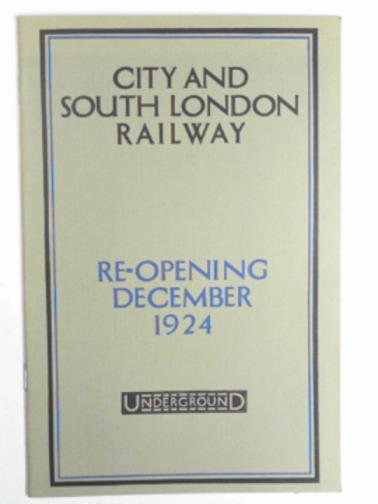 CITY AND
SOUTH LONDON
RAILWAY
RE-OPENING
DECEMBER
1924
UNDERGROUND